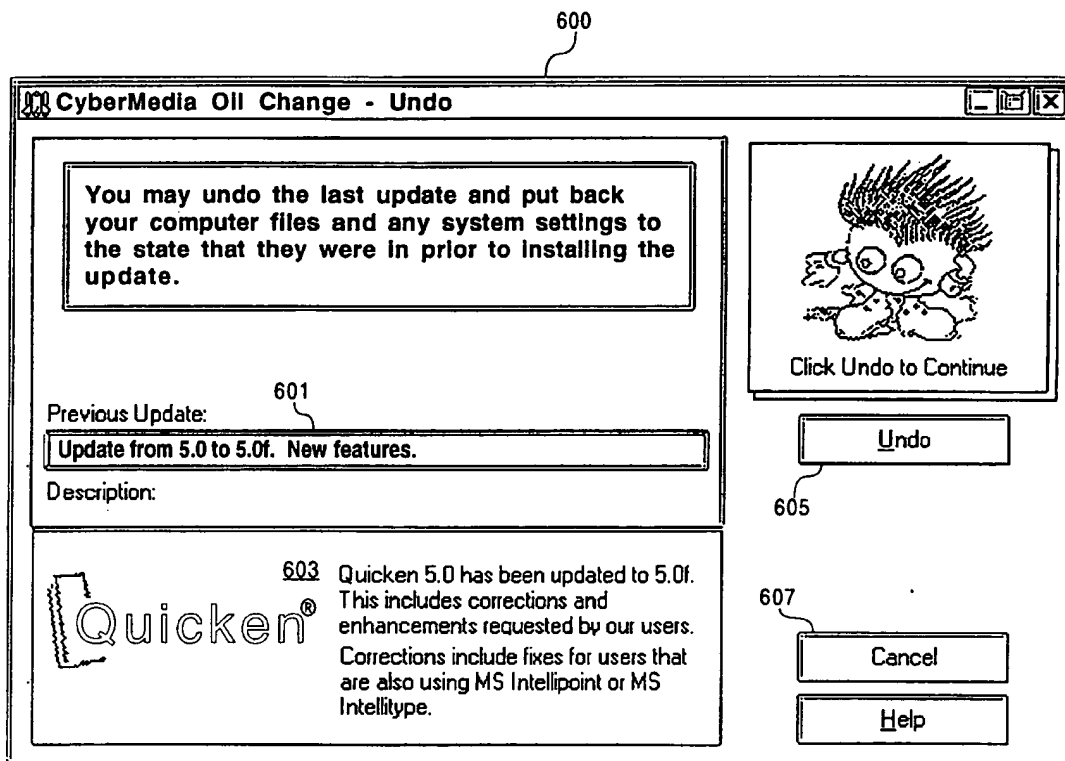 600
CyberMedia Oil Change - Undo
You may undo the last update and put back
your computer files and any system settings to
the state that they were in prior to installing the
update.
Click Undo to Continue
601
Previous Update:
Update from 5.0 to 5.0f. New features.
Undo
605
Description:
Quicken®
603
Quicken 5.0 has been updated to 5.0f.
This includes corrections and
enhancements requested by our users.
Corrections include fixes for users that
are also using MS Intellipoint or MS
Intellitype.
607
Cancel
Help